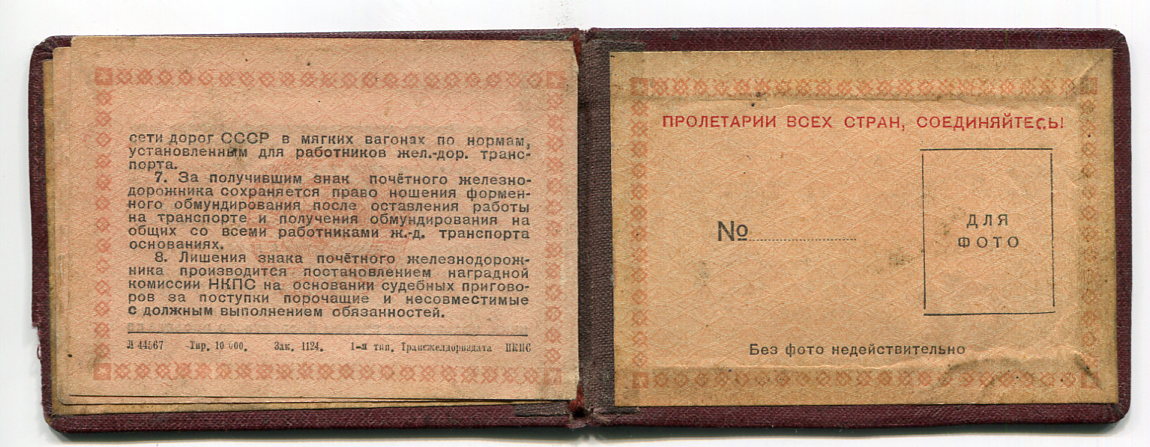 сети дорог СССР в мягких вагонах по нормам,
установленным для работников жел.-дор. транс-
порта.
7. За получившим знак почётного железно-
дорожника сохраняется право ношения формен-
ного обмундирования после оставления работы
на транспорте и получения обмундирования на
общих со всеми работниками ж.-д. транспорта
основаниях.
8. Лишения знака почётного железнодорож-
ника производится постановлением наградной
комиссии НКПС на основании судебных пригово-
ров за поступки порочащие и несовместимые
с должным выполнением обязанностей.
№ 44567 Тир. 10 000. Зак. 1124. 1-я тип. Трансжелдориздата НКПС
ПРОЛЕТАРИИ ВСЕХ СТРАН, СОЕДИНЯЙТЕСЬ!
№
ДЛЯ
ФОТО
Без фото недействительно